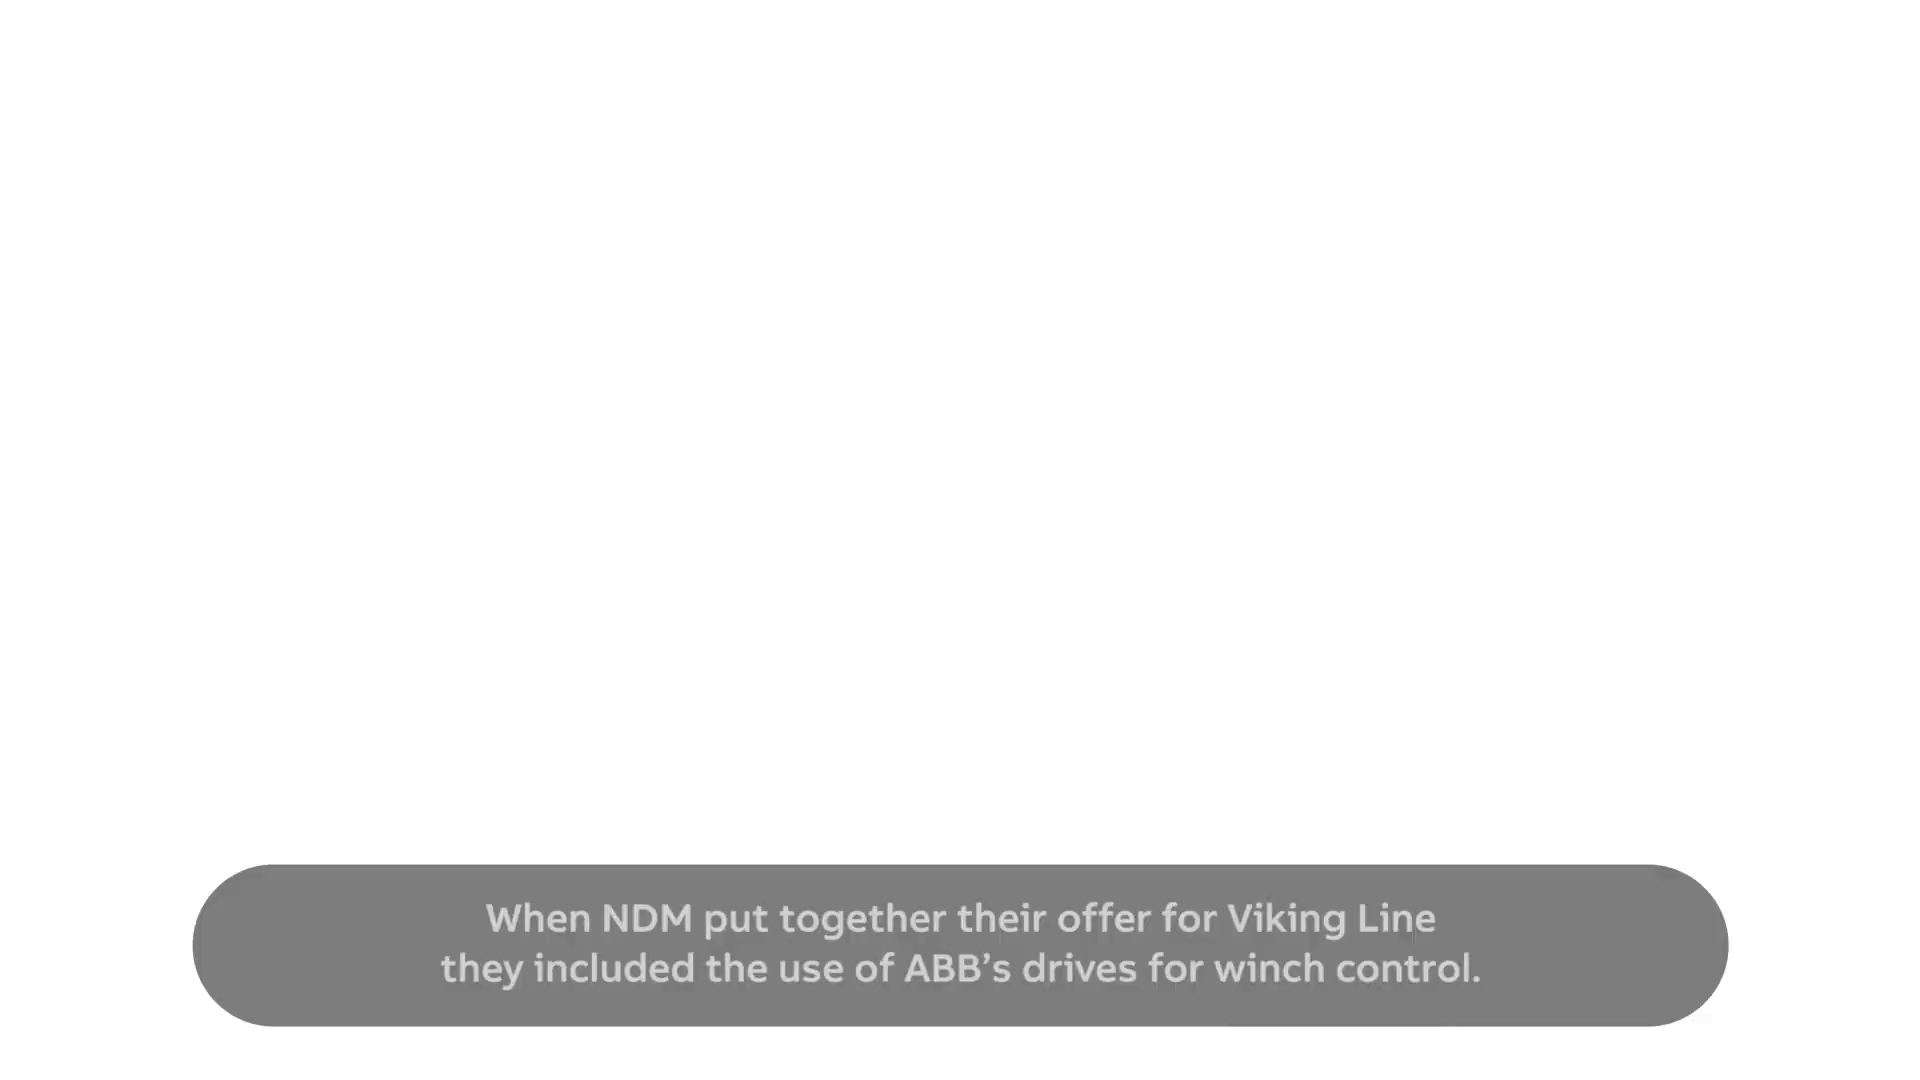 When NDM put together their offer for Viking Line
they included the use of ABB’s drives for winch control.